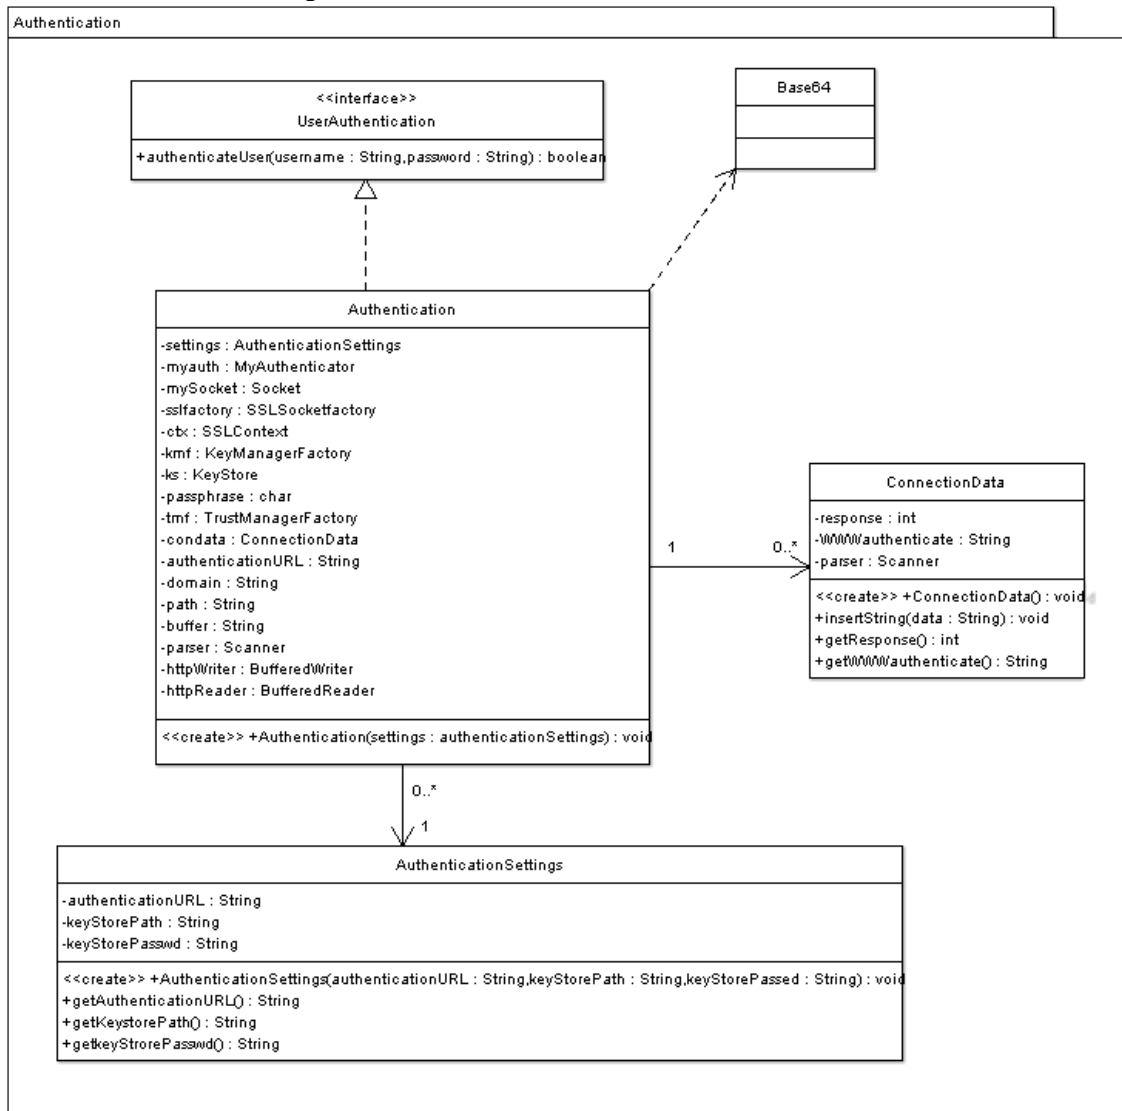 Authentication
<<interface>>
UserAuthentication
+authenticateUser(username : String,password : String) : boolean
Base64
Authentication
-settings : AuthenticationSettings
-myauth : MyAuthenticator
-mySocket : Socket
-sslfactory : SSLSocketfactory
-ctx : SSLContext
-kmf : KeyManagerFactory
-ks : KeyStore
-passphrase : char
-tmf : TrustManagerFactory
-condata : ConnectionData
-authenticationURL : String
-domain : String
-path : String
-buffer : String
-parser : Scanner
-httpWriter : BufferedWriter
-httpReader : BufferedReader
<<create>> +Authentication(settings : authenticationSettings) : void
1
0..*
ConnectionData
-response : int
-WWWauthenticate : String
-parser : Scanner
<<create>> +ConnectionData() : void
+insertString(data : String) : void
+getResponse() : int
+getWWWauthenticate() : String
0..*
1
AuthenticationSettings
-authenticationURL : String
-keyStorePath : String
-keyStorePasswd : String
<<create>> +AuthenticationSettings(authenticationURL : String,keyStorePath : String,keyStorePassed : String) : void
+getAuthenticationURL() : String
+getKeystorePath() : String
+getkeyStrorePasswd() : String